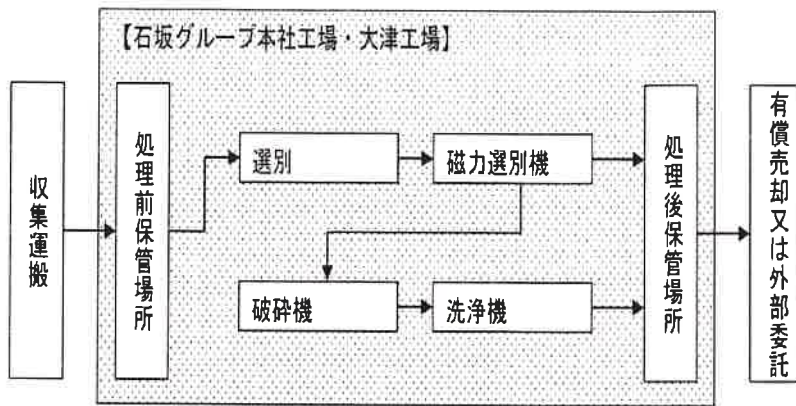 【石坂グループ本社工場・大津工場】
収集運搬
処理前保管場所
選別
磁力選別機
破砕機
洗浄機
処理後保管場所
有償売却又は外部委託